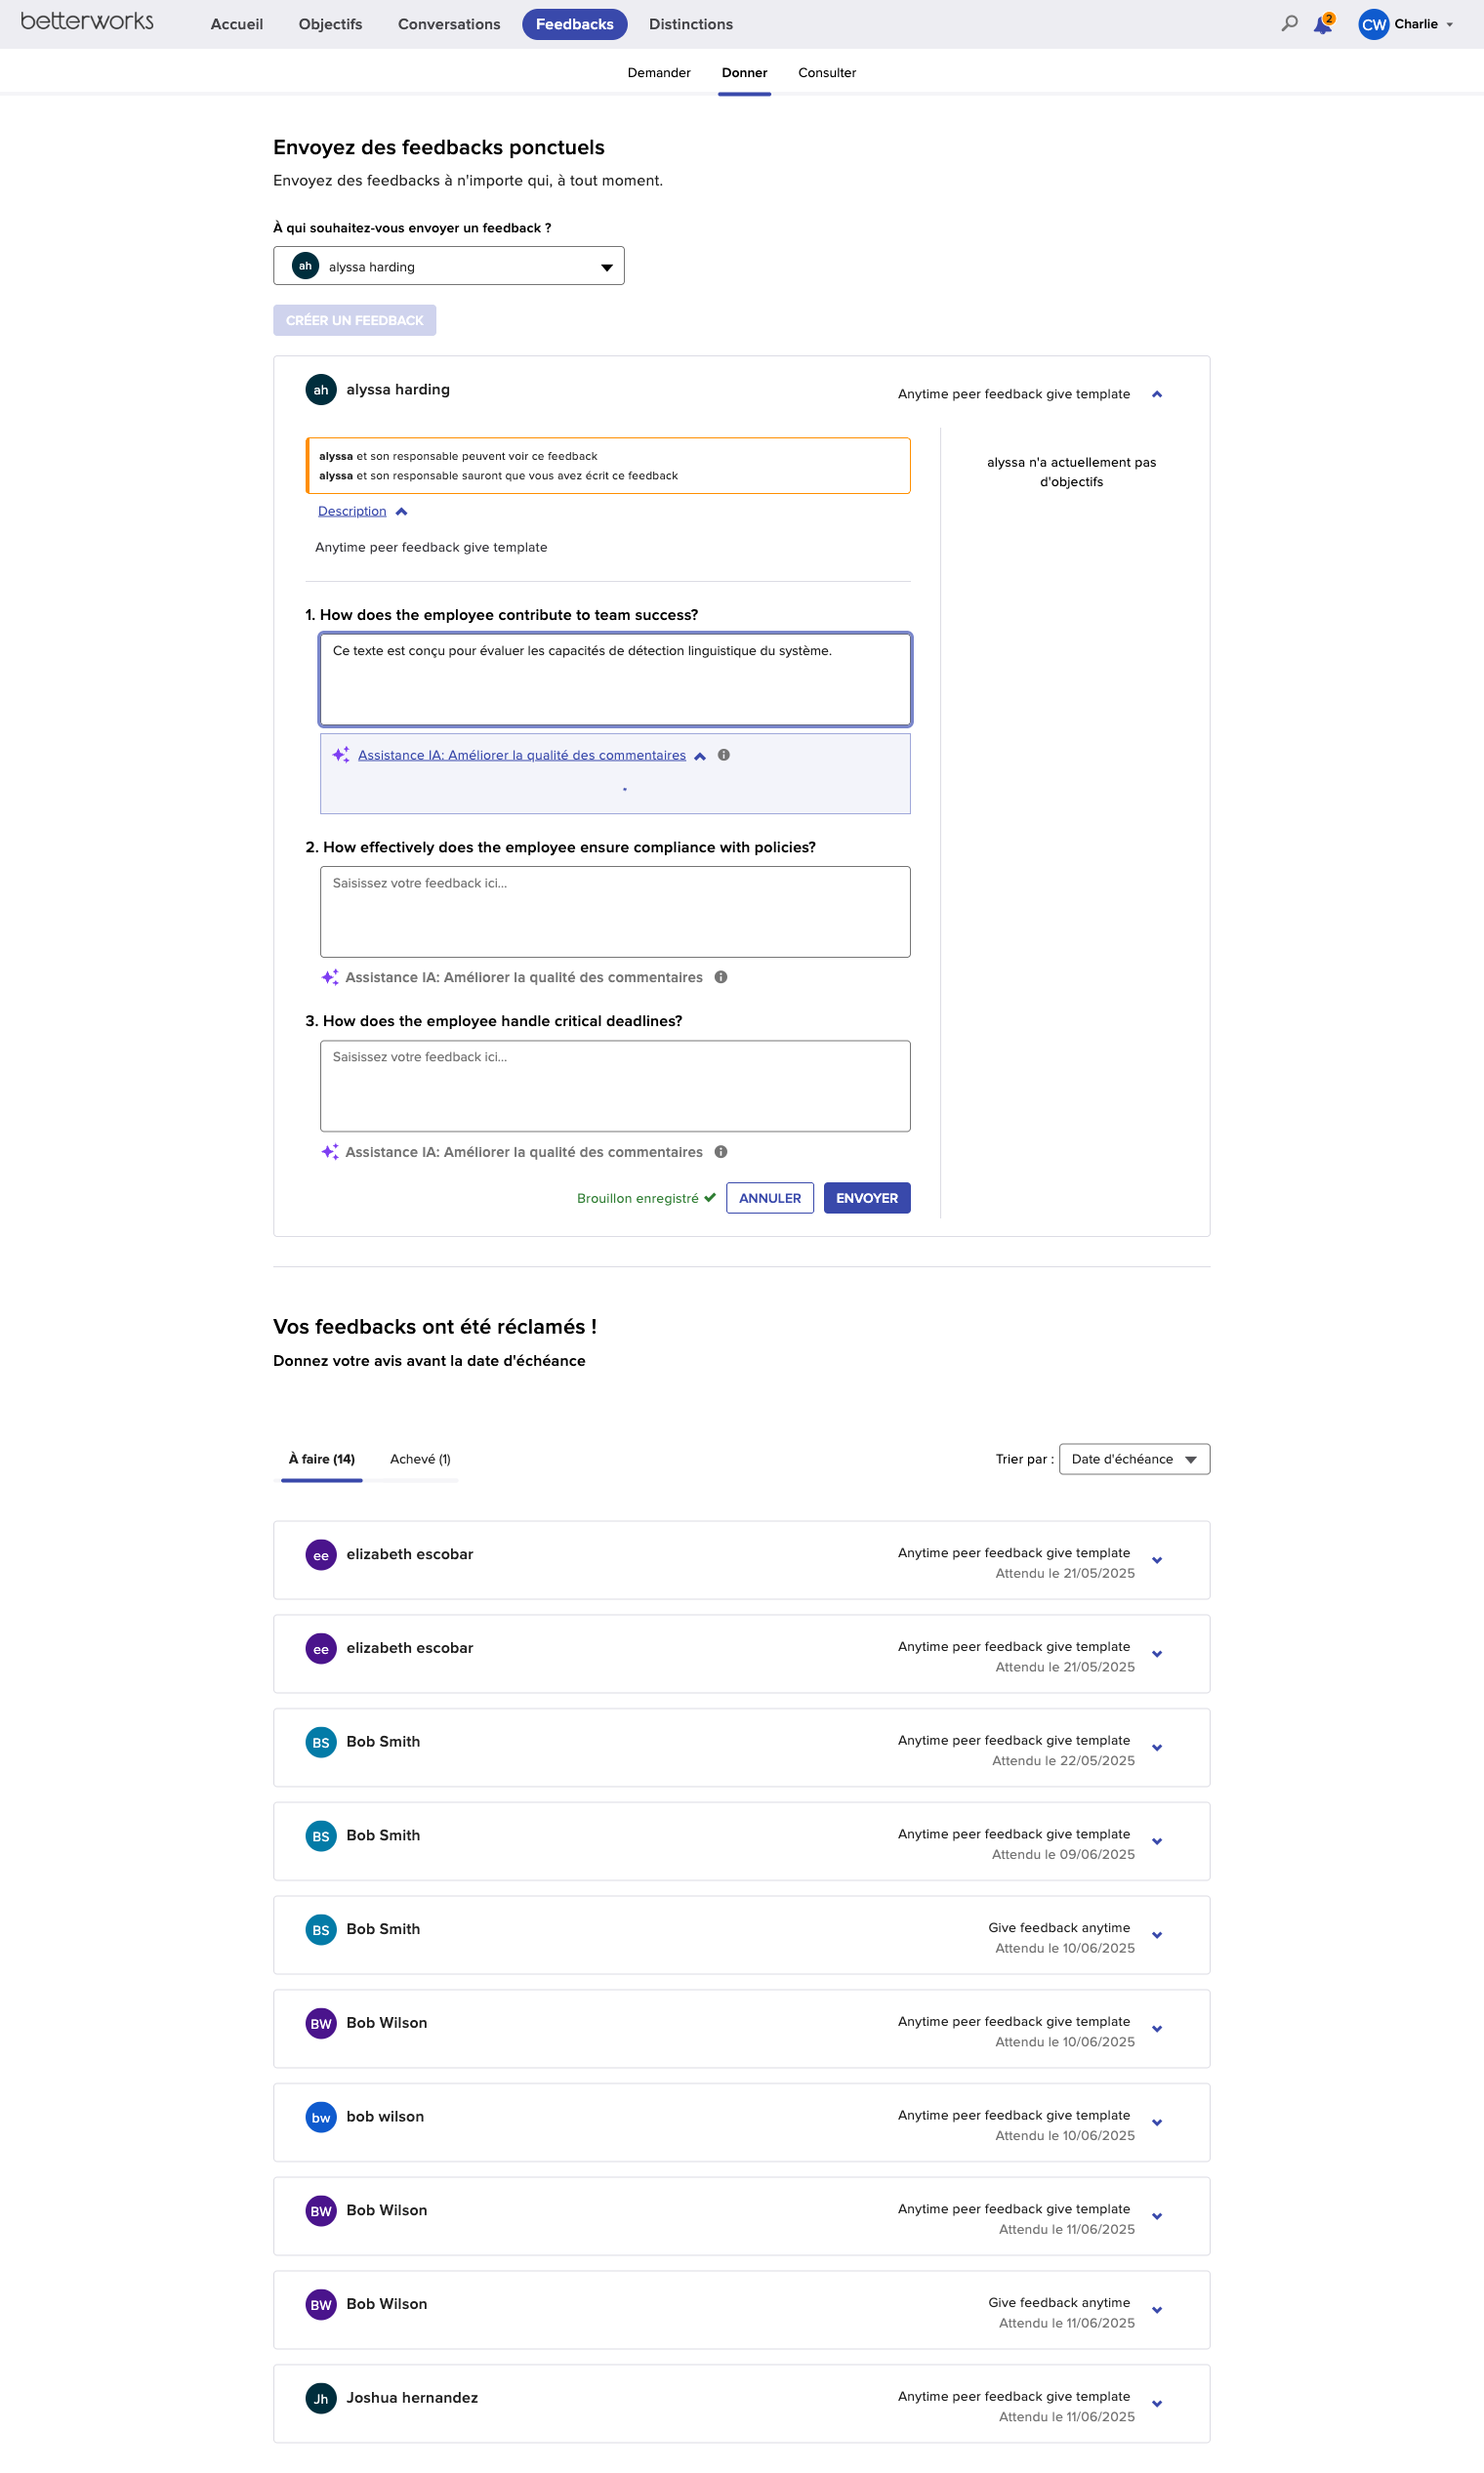 betterworks
Accueil Objectifs Conversations Feedbacks Distinctions
2
CW Charlie
Demander Donner Consulter
Envoyez des feedbacks ponctuels
Envoyez des feedbacks à n'importe qui, à tout moment.
À qui souhaitez-vous envoyer un feedback ?
ah alyssa harding
CRÉER UN FEEDBACK
ah alyssa harding
Anytime peer feedback give template
alyssa et son responsable peuvent voir ce feedback
alyssa et son responsable sauront que vous avez écrit ce feedback
alyssa n'a actuellement pas
d'objectifs
Description
Anytime peer feedback give template
1. How does the employee contribute to team success?
Ce texte est conçu pour évaluer les capacités de détection linguistique du système.
Assistance IA: Améliorer la qualité des commentaires
2. How effectively does the employee ensure compliance with policies?
Saisissez votre feedback ici...
Assistance IA: Améliorer la qualité des commentaires
3. How does the employee handle critical deadlines?
Saisissez votre feedback ici...
Assistance IA: Améliorer la qualité des commentaires
Brouillon enregistré ANNULER ENVOYER
Vos feedbacks ont été réclamés !
Donnez votre avis avant la date d'échéance
À faire (14) Achevé (1)
Trier par : Date d'échéance
ee elizabeth escobar
Anytime peer feedback give template
Attendu le 21/05/2025
ee elizabeth escobar
Anytime peer feedback give template
Attendu le 21/05/2025
BS Bob Smith
Anytime peer feedback give template
Attendu le 22/05/2025
BS Bob Smith
Anytime peer feedback give template
Attendu le 09/06/2025
BS Bob Smith
Give feedback anytime
Attendu le 10/06/2025
BW Bob Wilson
Anytime peer feedback give template
Attendu le 10/06/2025
bw bob wilson
Anytime peer feedback give template
Attendu le 10/06/2025
BW Bob Wilson
Anytime peer feedback give template
Attendu le 11/06/2025
BW Bob Wilson
Give feedback anytime
Attendu le 11/06/2025
Jh Joshua hernandez
Anytime peer feedback give template
Attendu le 11/06/2025